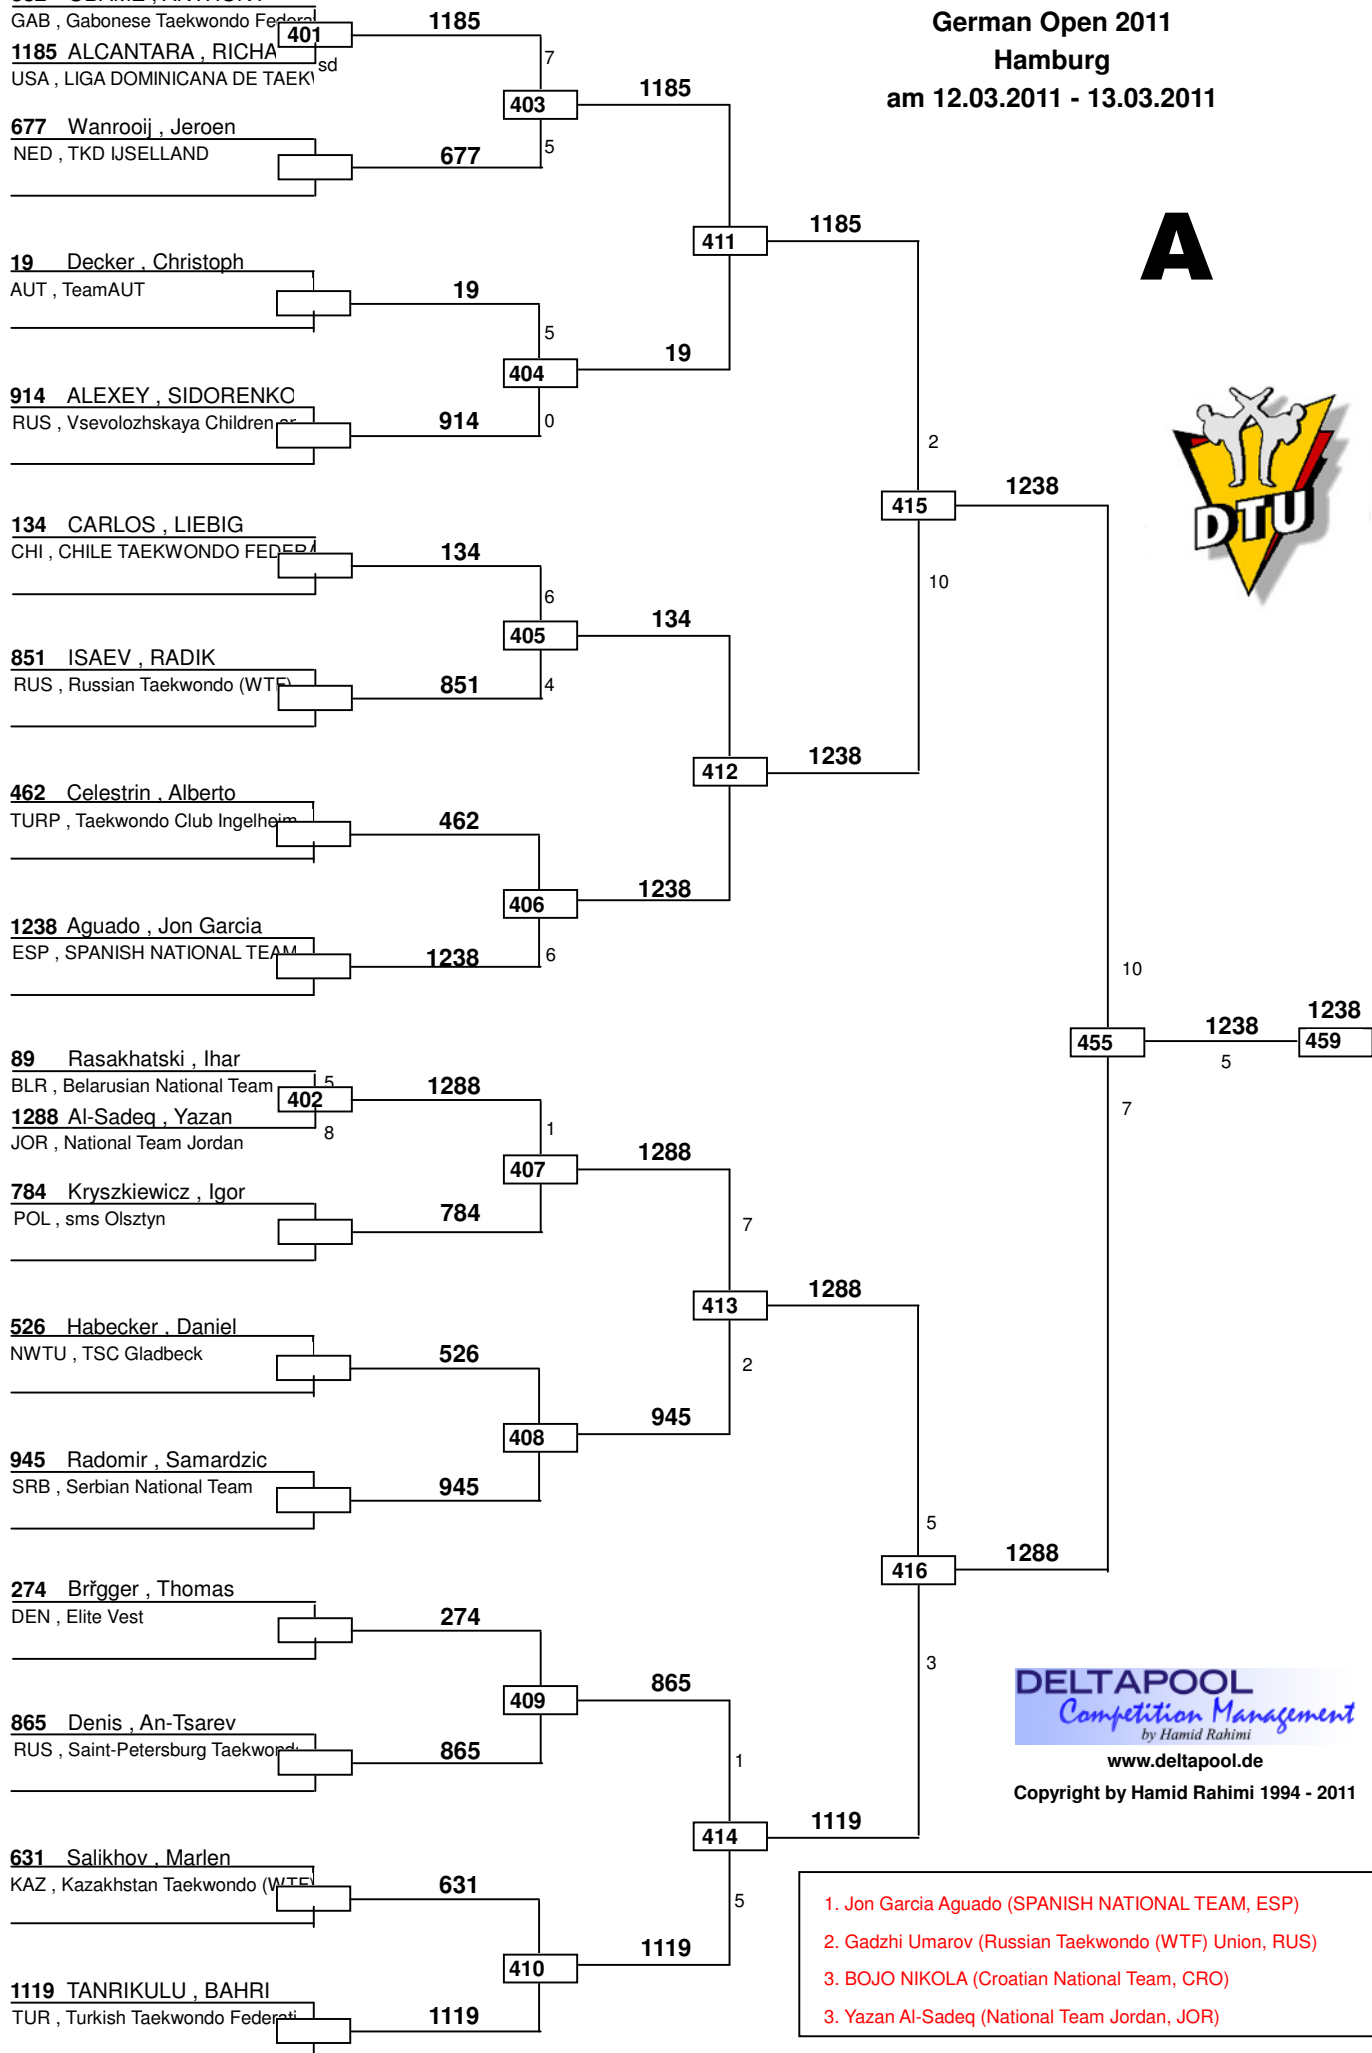 GAB , Gabonese Taekwondo Federa
401
1185
1185 ALCANTARA , RICHA
sd
USA , LIGA DOMINICANA DE TAEK
7
403
1185
5
677 Wanrooij , Jeroen
NED , TKD IJSELLAND
677
German Open 2011
Hamburg
am 12.03.2011 - 13.03.2011
A
411
1185
19 Decker , Christoph
AUT , TeamAUT
19
5
404
19
0
914 ALEXEY , SIDORENKO
RUS , Vsevolozhskaya Children
914
2
415
1238
10
DTU
134 CARLOS , LIEBIG
CHI , CHILE TAEKWONDO FEDERA
134
6
405
134
4
851 ISAEV , RADIK
RUS , Russian Taekwondo (WTF)
851
412
1238
462 Celestrin , Alberto
TURP , Taekwondo Club Ingelheim
462
406
1238
6
1238 Aguado , Jon Garcia
ESP , SPANISH NATIONAL TEAM
1238
10
455
1238
5
1238
459
7
89 Rasakhatski , Ihar
BLR , Belarusian National Team
5
402
1288
1288 Al-Sadeq , Yazan
8
JOR , National Team Jordan
1
407
1288
784 Kryszkiewicz , Igor
POL , sms Olsztyn
784
7
413
1288
2
526 Habecker , Daniel
NWTU , TSC Gladbeck
526
408
945
945 Radomir , Samardzic
SRB , Serbian National Team
945
5
416
1288
3
274 Břgger , Thomas
DEN , Elite Vest
274
409
865
865 Denis , An-Tsarev
RUS , Saint-Petersburg Taekwond
865
1
414
1119
5
631 Salikhov , Marlen
KAZ , Kazakhstan Taekwondo (WTF)
631
410
1119
1119 TANRIKULU , BAHRI
TUR , Turkish Taekwondo Federati
1119
DELTAPOOL
Competition Management
by Hamid Rahimi
www.deltapool.de
Copyright by Hamid Rahimi 1994 - 2011
1. Jon Garcia Aguado (SPANISH NATIONAL TEAM, ESP)
2. Gadzhi Umarov (Russian Taekwondo (WTF) Union, RUS)
3. BOJO NIKOLA (Croatian National Team, CRO)
3. Yazan Al-Sadeq (National Team Jordan, JOR)